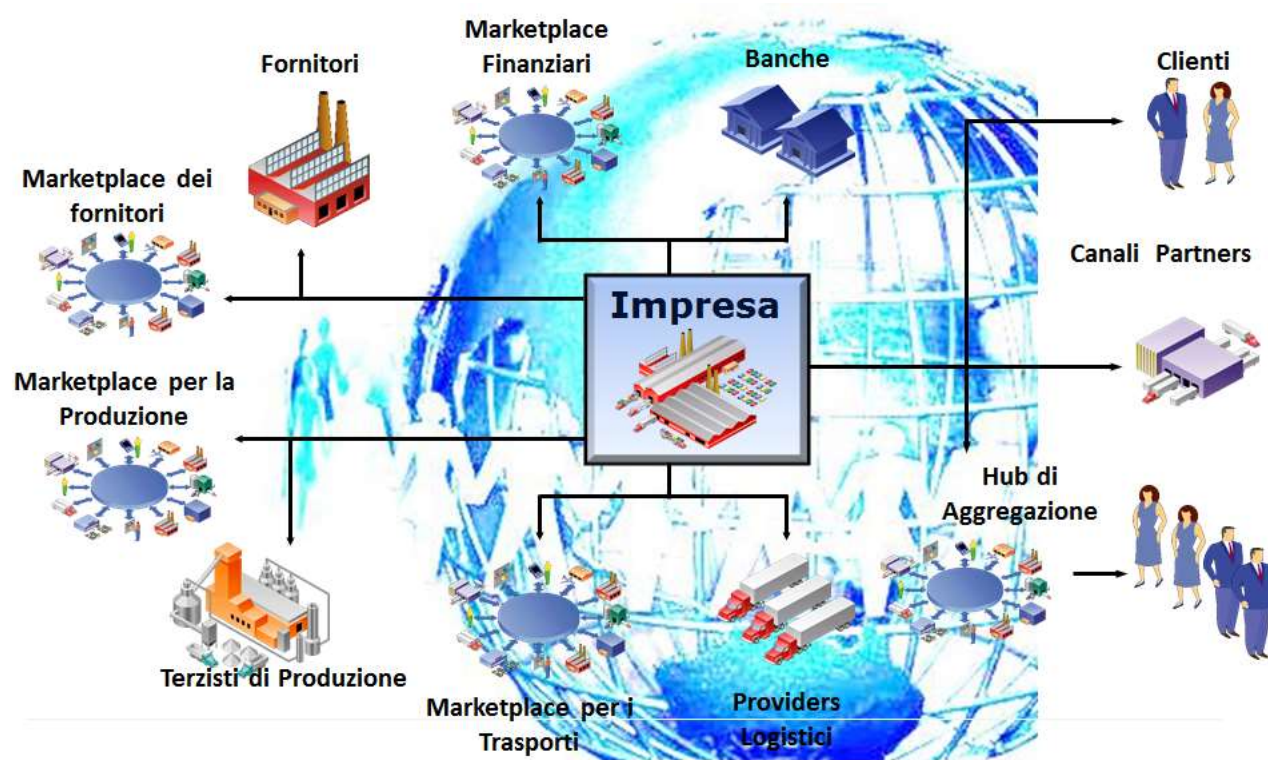 Marketplace
Finanziari
Fornitori
Banche
Clienti
Marketplace dei
fornitori
Canali Partners
Impresa
Marketplace per la
Produzione
Hub di
Aggregazione
Terzisti di Produzione
Marketplace per i
Trasporti
Providers
Logistici